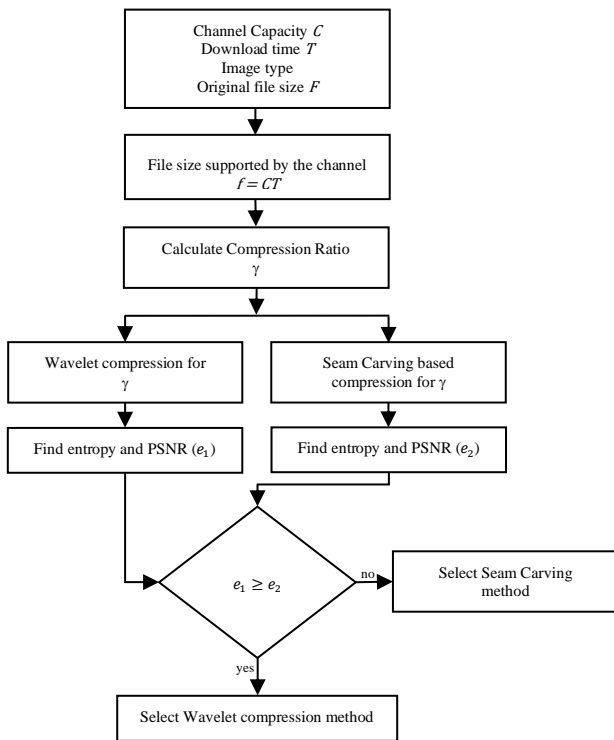 Channel Capacity C
Download time T
Image type
Original file size F
File size supported by the channel
f = CT
Calculate Compression Ratio
γ
Wavelet compression for
γ
Seam Carving based
compression for γ
Find entropy and PSNR (e₁)
Find entropy and PSNR (e₂)
e₁ ≥ e₂
no
Select Seam Carving
method
yes
Select Wavelet compression method